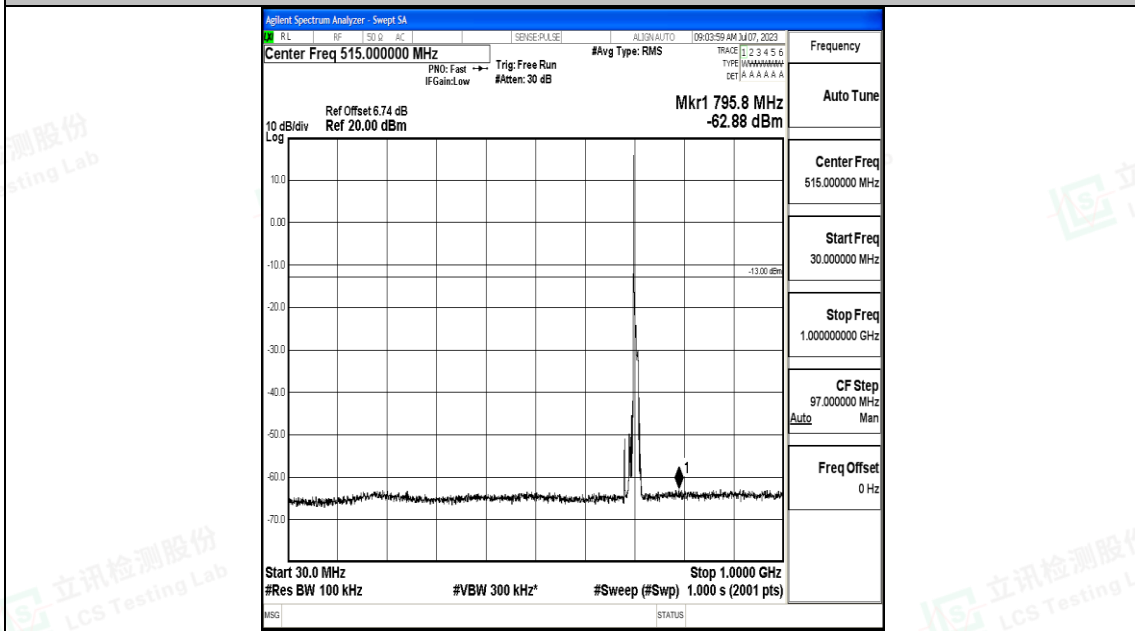 Agilent Spectrum Analyzer - Swept SA
RL RF 50 Ω AC SENSE:PULSE ALIGN AUTO 09:03:59 AM Jul 07, 2023
Center Freq 515.000000 MHz
PNO: Fast
IFGain:Low
Trig: Free Run
#Atten: 30 dB
#Avg Type: RMS
TRACE 1 2 3 4 5 6
TYPE
DET A A A A A A
Mkr1 795.8 MHz
-62.88 dBm
Ref Offset 6.74 dB
10 dB/div Ref 20.00 dBm
Log
10.0
0.00
-10.0
-13.00 dBm
-20.0
-30.0
-40.0
-50.0
-60.0
-70.0
1
Start 30.0 MHz Stop 1.0000 GHz
#Res BW 100 kHz #VBW 300 kHz* #Sweep (#Swp) 1.000 s (2001 pts)
MSG STATUS
Frequency
Auto Tune
Center Freq
515.000000 MHz
Start Freq
30.000000 MHz
Stop Freq
1.000000000 GHz
CF Step
97.000000 MHz
Auto Man
Freq Offset
0 Hz
测股份
sting Lab
立讯检测股份
LCS Testing Lab
立讯检测股份
LCS Testing L